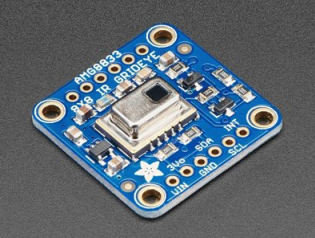 AMG8833
8X8 IR GRIDEYE
VIN
3Vo
GND
SDA
SCL
INT